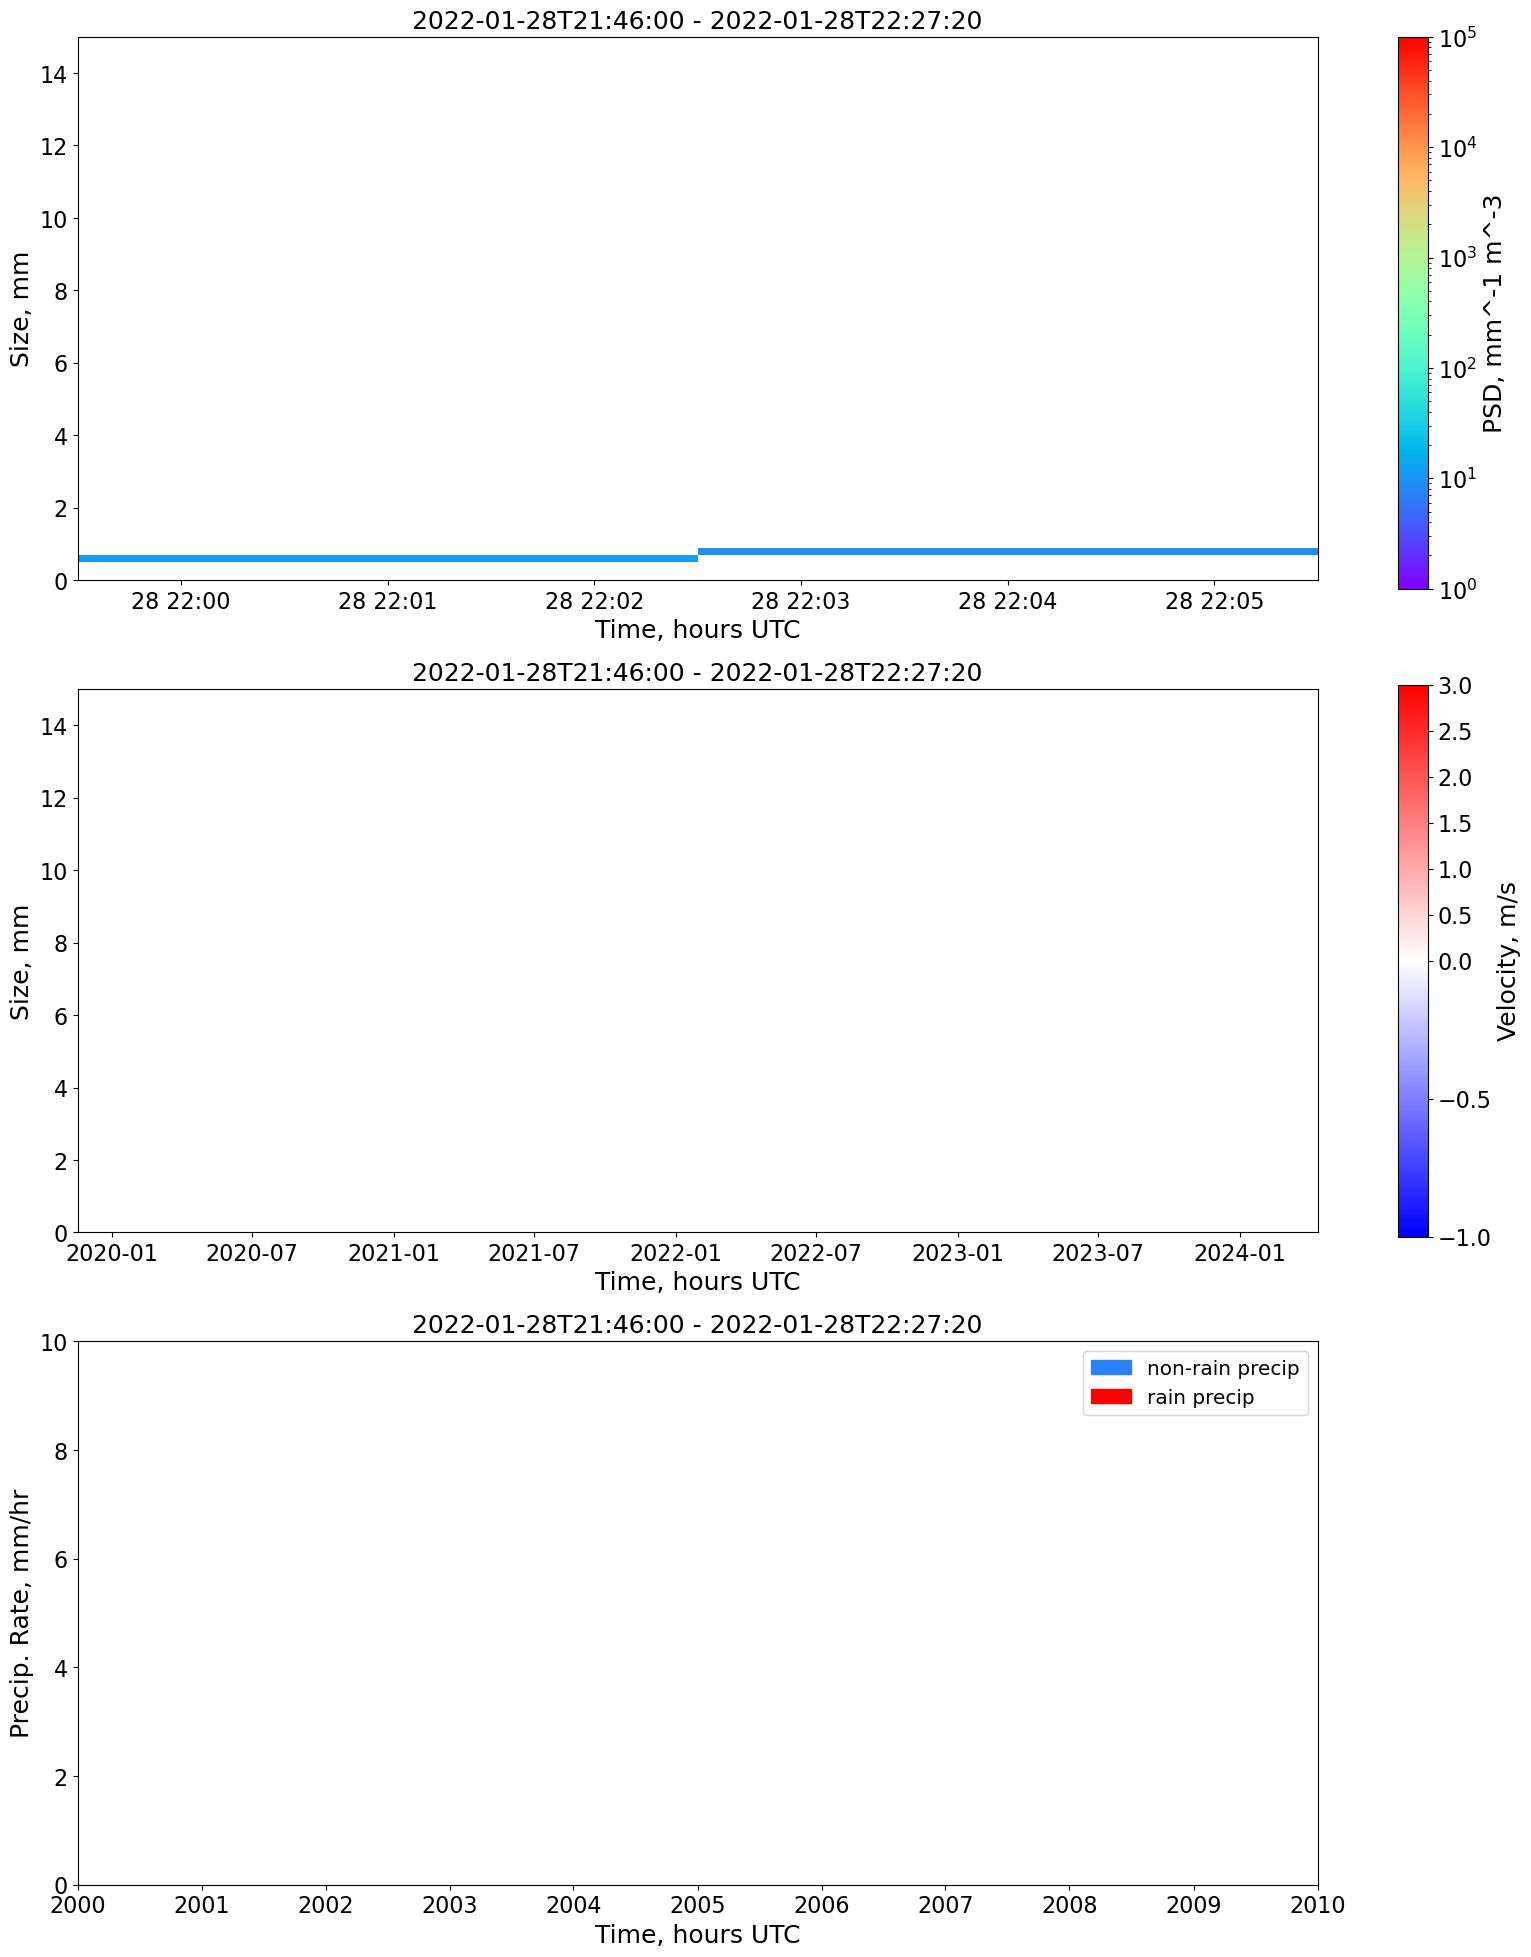 2022-01-28T21:46:00 - 2022-01-28T22:27:20
14
12
10
8
6
4
2
0
Size, mm
28 22:00 28 22:01 28 22:02 28 22:03 28 22:04 28 22:05
Time, hours UTC
10^5
10^4
10^3
10^2
10^1
10^0
PSD, mm^-1 m^-3
2022-01-28T21:46:00 - 2022-01-28T22:27:20
14
12
10
8
6
4
2
0
Size, mm
2020-01 2020-07 2021-01 2021-07 2022-01 2022-07 2023-01 2023-07 2024-01
Time, hours UTC
3.0
2.5
2.0
1.5
1.0
0.5
0.0
−0.5
−1.0
Velocity, m/s
2022-01-28T21:46:00 - 2022-01-28T22:27:20
10
8
6
4
2
0
Precip. Rate, mm/hr
non-rain precip
rain precip
2000 2001 2002 2003 2004 2005 2006 2007 2008 2009 2010
Time, hours UTC